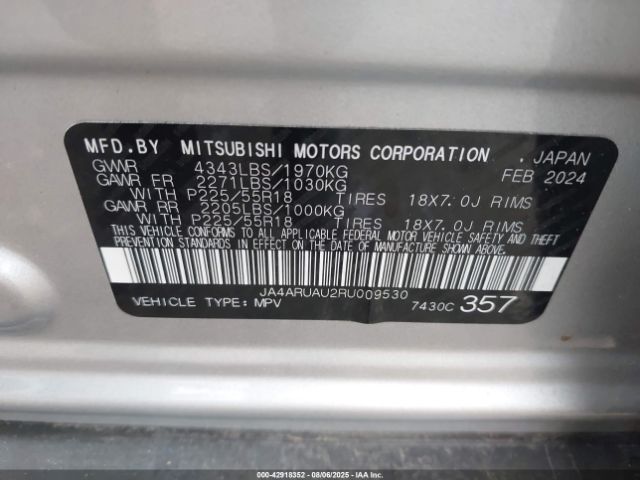 MFD.BY MITSUBISHI MOTORS CORPORATION . JAPAN
GVWR 4343LBS/1970KG FEB 2024
GAWR FR 2271LBS/1030KG
WITH P225/55R18 TIRES 18X7.0J RIMS
GAWR RR 2205LBS/1000KG
WITH P225/55R18 TIRES 18X7.0J RIMS
THIS VEHICLE CONFORMS TO ALL APPLICABLE FEDERAL MOTOR VEHICLE SAFETY AND THEFT
PREVENTION STANDARDS IN EFFECT ON THE DATE OF MANUFACTURE SHOWN ABOVE.
JA4ARUAU2RU009530
VEHICLE TYPE:MPV 7430C 357
000-42918352 08/06/2025 IAAI.com